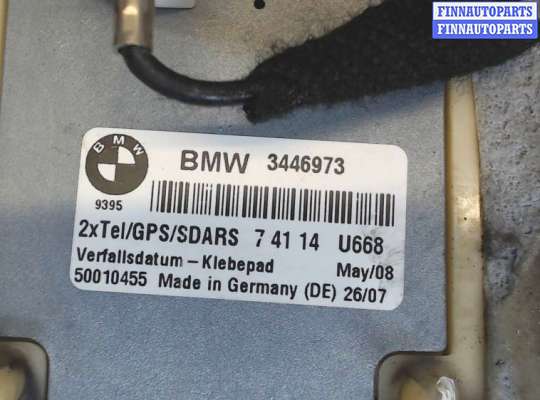 FINNAUTOPARTS
FINNAUTOPARTS
BMW
BMW 3446973
9395
2xTel/GPS/SDARS 7 41 14 U668
Verfallsdatum - Klebepad May/08
50010455 Made in Germany (DE) 26/07